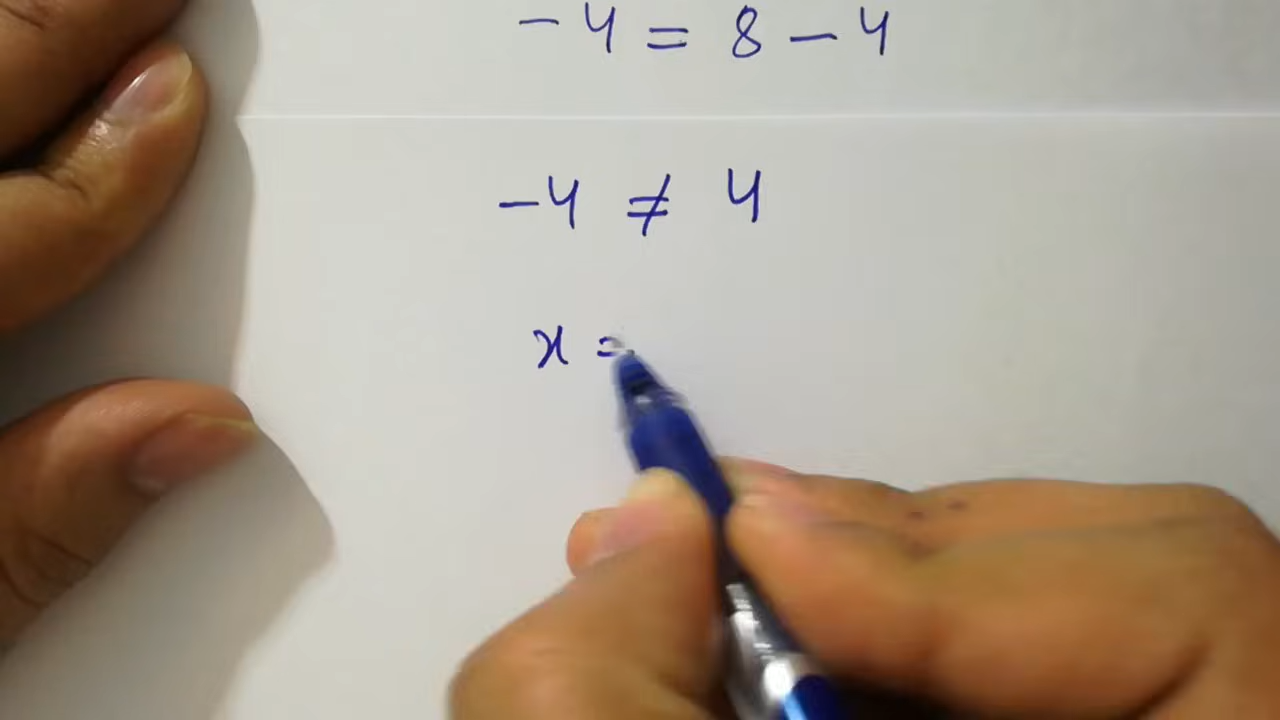 -4 = 8 - 4
-4 ≠ 4
x =